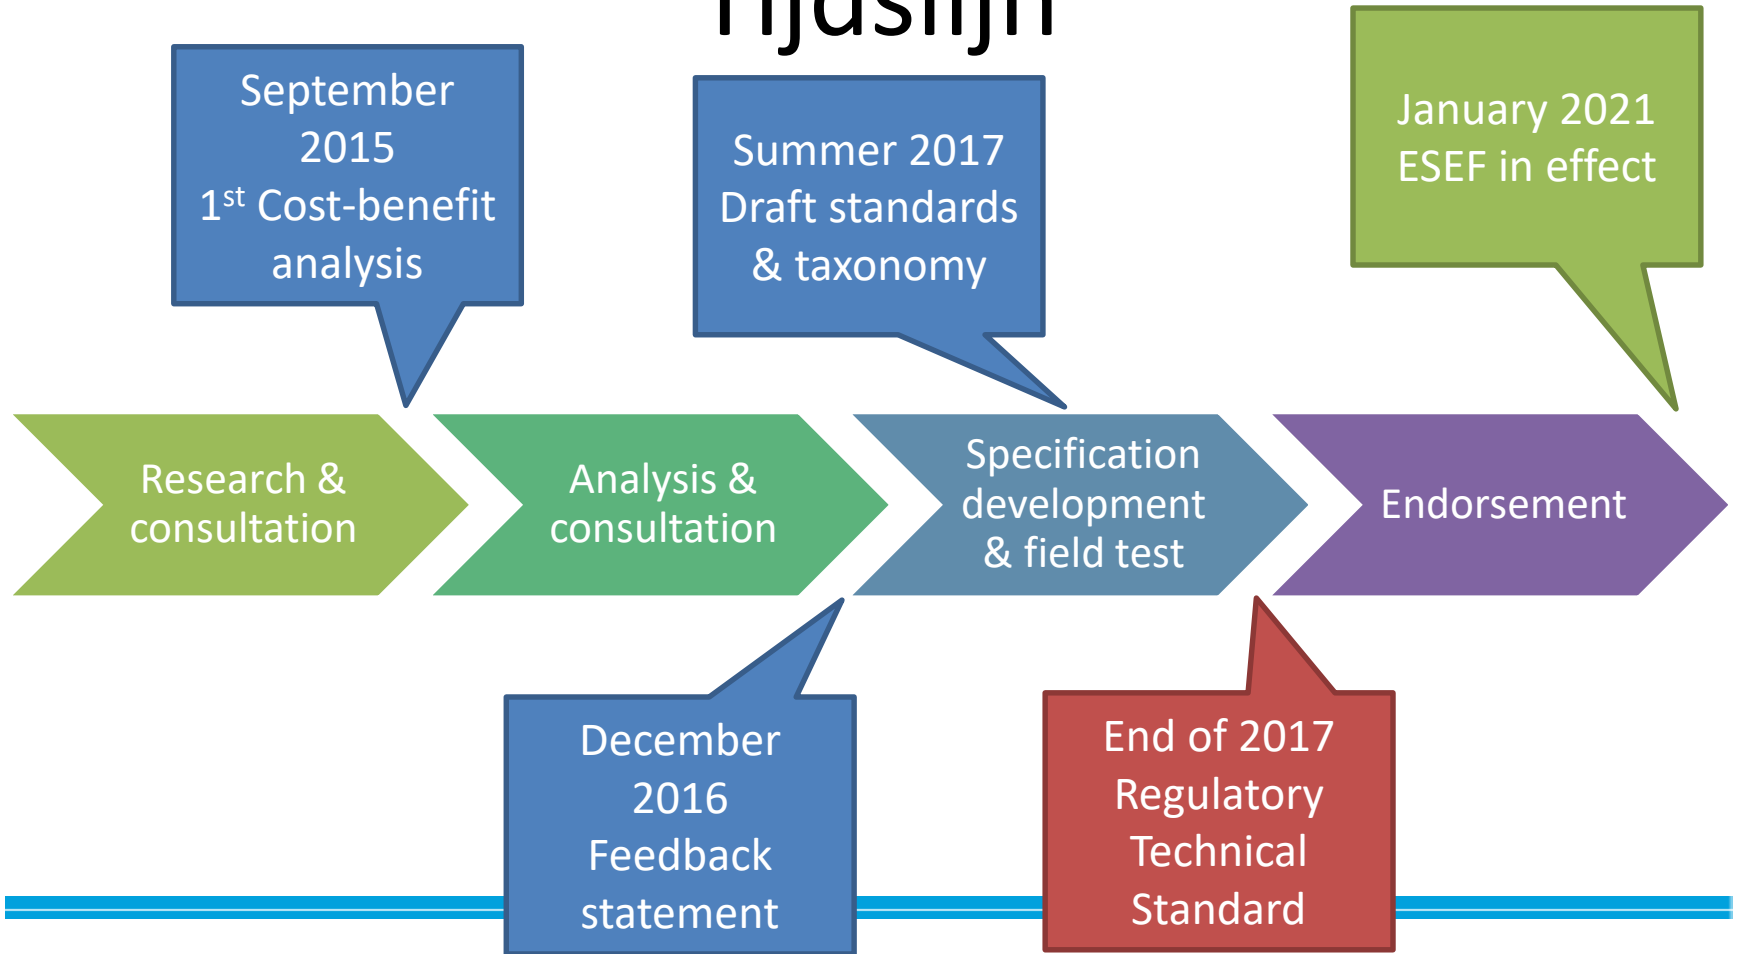 Tijdslijn
September
2015
1st Cost-benefit
analysis
Summer 2017
Draft standards
& taxonomy
January 2021
ESEF in effect
Research &
consultation
Analysis &
consultation
Specification
development
& field test
Endorsement
December
2016
Feedback
statement
End of 2017
Regulatory
Technical
Standard